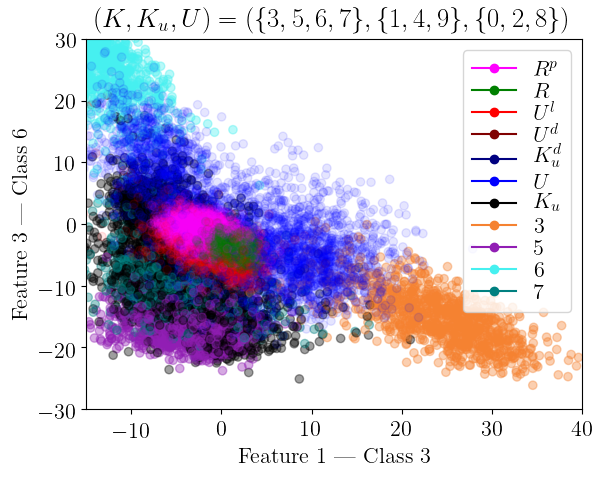 (K, K_u, U) = ({3, 5, 6, 7}, {1, 4, 9}, {0, 2, 8})
30
20
10
0
−10
−20
−30
Feature 3 — Class 6
R^p
R
U^l
U^d
K_u^d
U
K_u
3
5
6
7
−10 0 10 20 30 40
Feature 1 — Class 3